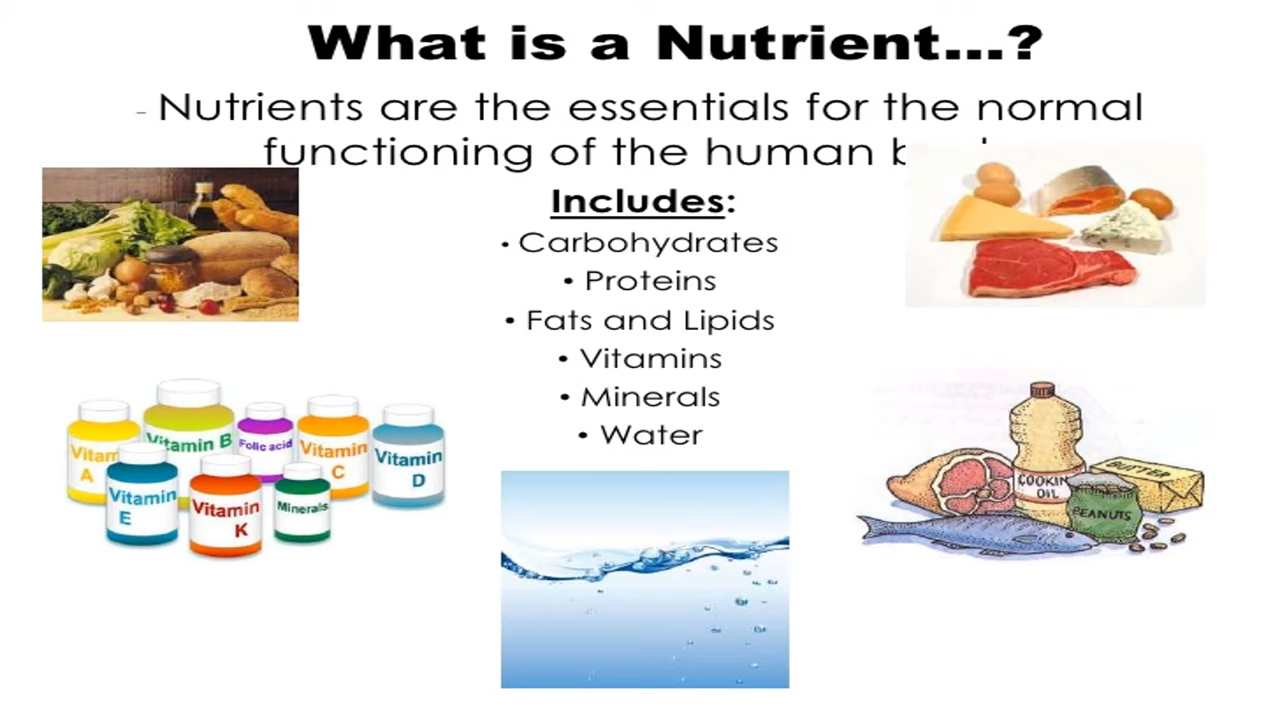 What is a Nutrient...?
- Nutrients are the essentials for the normal
functioning of the human
Includes:
• Carbohydrates
• Proteins
• Fats and Lipids
• Vitamins
• Minerals
• Water
Vitamin B
Folic acid
Vitamin
C
Vitamin
D
A
Vitamin
E
Vitamin
K
Minerals
COOKIN
OIL
BUTTER
PEANUTS